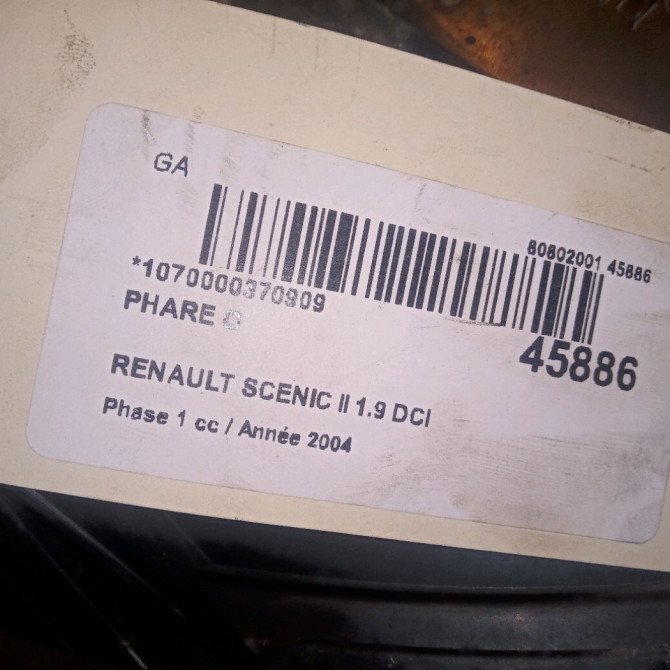 GA
80802001 45886
*1070000370909
PHARE G
45886
RENAULT SCENIC II 1.9 DCI
Phase 1 cc / Année 2004